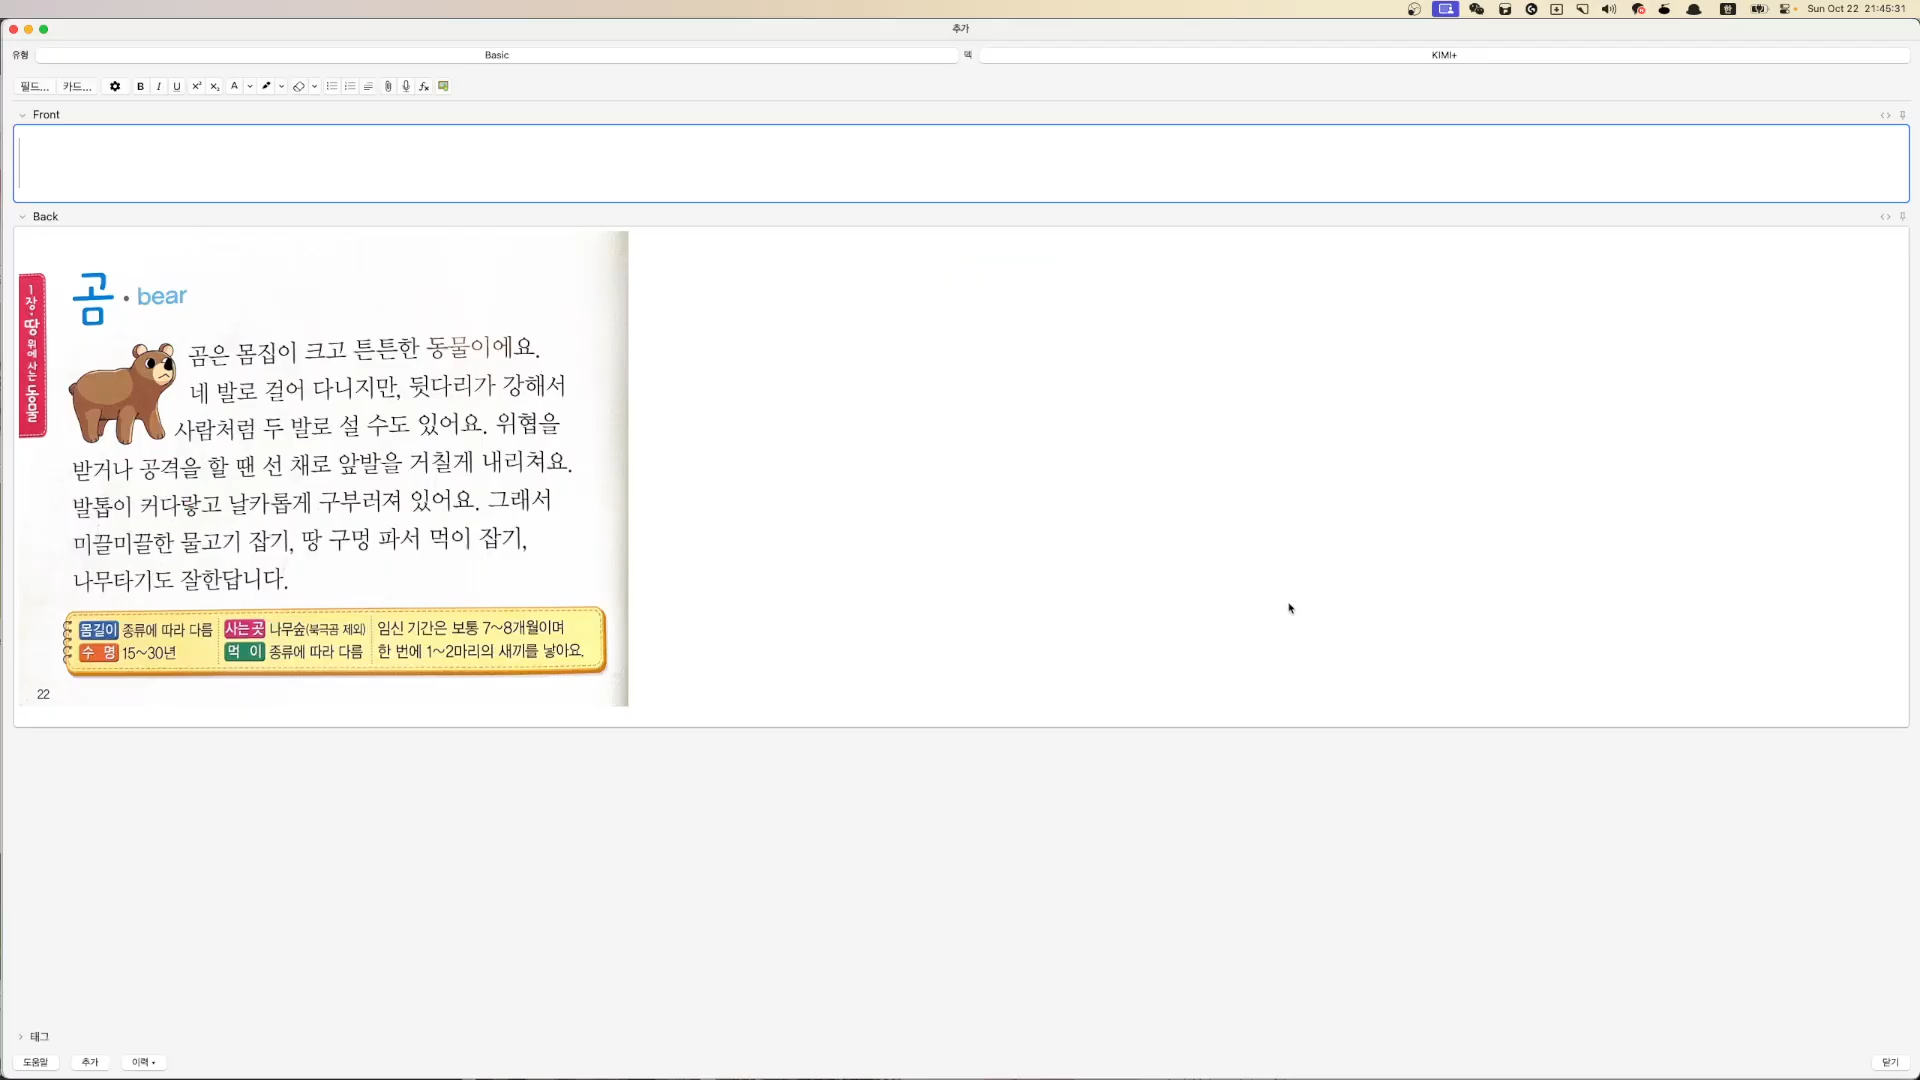 Sun Oct 22 21:45:31
추가
유형 Basic 덱 KIMI+
필드... 카드... B I U x² x₂ A fx
Front
Back
1장·땅 위에 사는 동물
곰 · bear
곰은 몸집이 크고 튼튼한 동물이에요.
네 발로 걸어 다니지만, 뒷다리가 강해서
사람처럼 두 발로 설 수도 있어요. 위협을
받거나 공격을 할 땐 선 채로 앞발을 거칠게 내리쳐요.
발톱이 커다랗고 날카롭게 구부러져 있어요. 그래서
미끌미끌한 물고기 잡기, 땅 구멍 파서 먹이 잡기,
나무타기도 잘한답니다.
몸길이 종류에 따라 다름 사는 곳 나무숲(북극곰 제외) 임신 기간은 보통 7~8개월이며
수 명 15~30년 먹 이 종류에 따라 다름 한 번에 1~2마리의 새끼를 낳아요.
22
태그
도움말 추가 이력 닫기